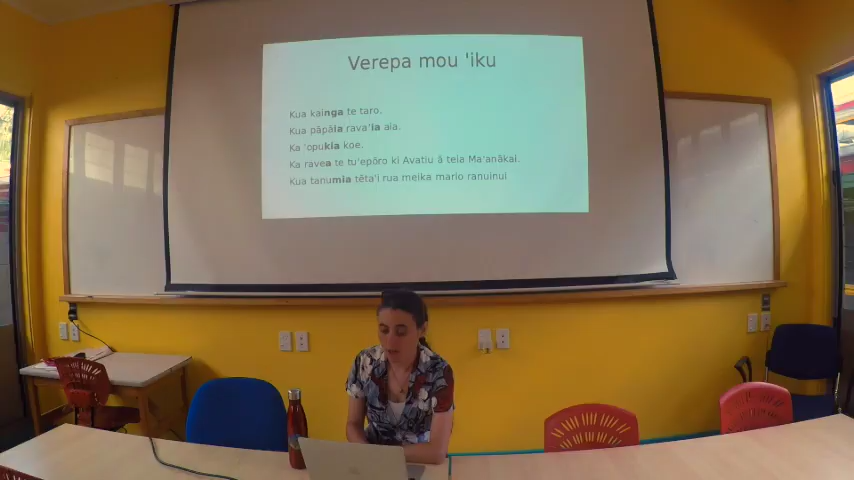 Verepa mou 'iku
Kua kainga te taro.
Kua pāpāia rava'ia aia.
Ka 'opukia koe.
Ka ravea te tu'epōro ki Avatiu ā teia Ma'anākai.
Kua tanumia tēta'i rua meika mario ranuinui